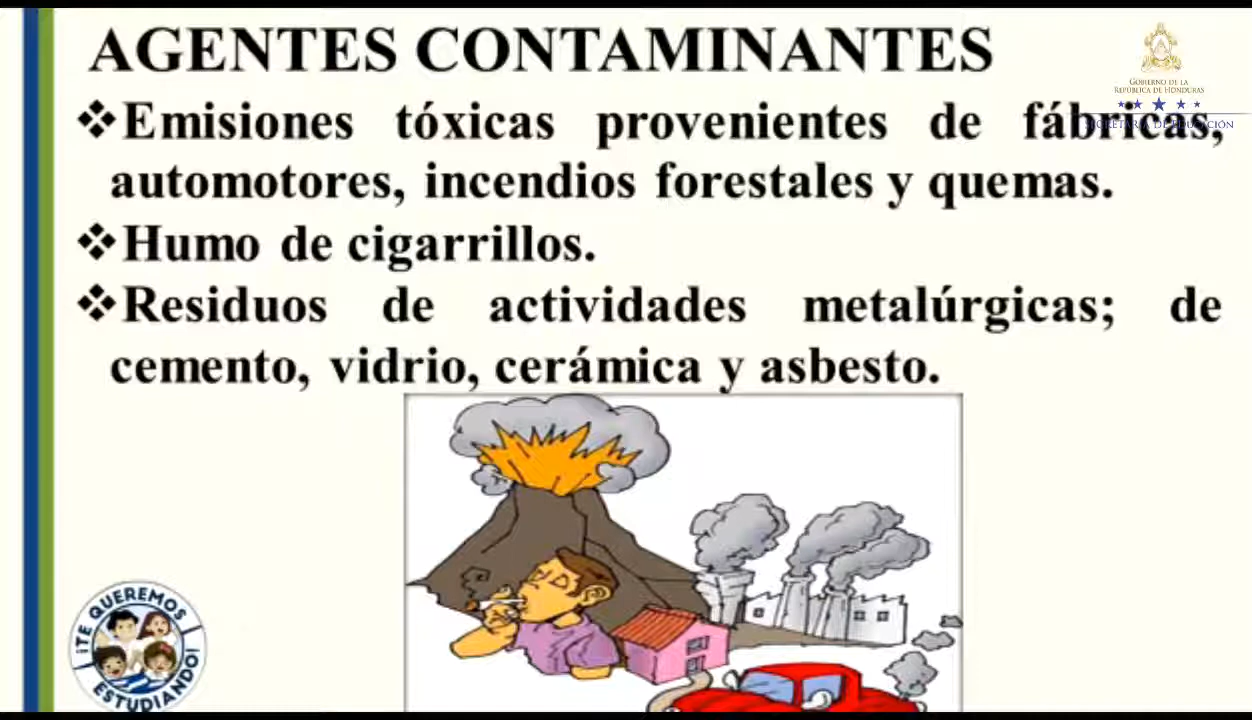 AGENTES CONTAMINANTES
GOBIERNO DE LA
REPÚBLICA DE HONDURAS
SECRETARÍA DE EDUCACIÓN
❖Emisiones tóxicas provenientes de fábricas,
automotores, incendios forestales y quemas.
❖Humo de cigarrillos.
❖Residuos de actividades metalúrgicas; de
cemento, vidrio, cerámica y asbesto.
¡TE QUEREMOS
ESTUDIANDO!